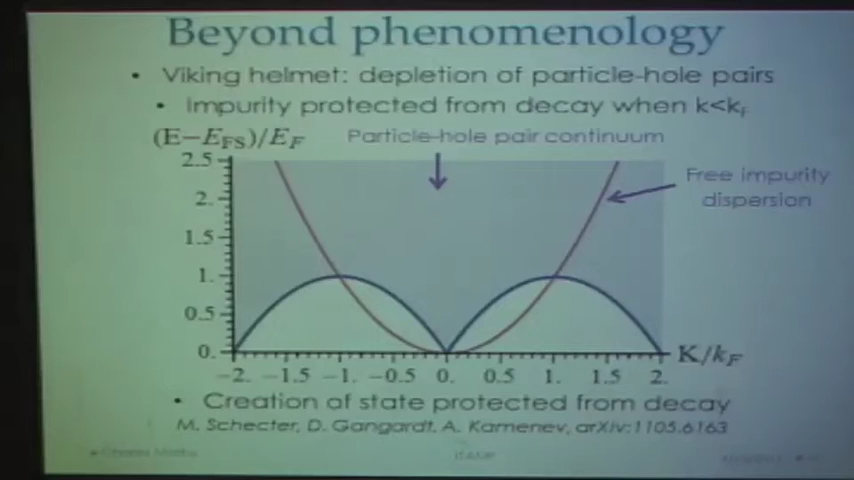 Beyond phenomenology
• Viking helmet: depletion of particle-hole pairs
• Impurity protected from decay when k<kF
(E−EFS)/EF
Particle-hole pair continuum
2.5
2.
1.5
1.
0.5
0.
Free impurity
dispersion
−2. −1.5 −1. −0.5 0. 0.5 1. 1.5 2.
K/kF
• Creation of state protected from decay
M. Schecter, D. Gangardt, A. Kamenev, arXiv:1105.6163
ITAMP